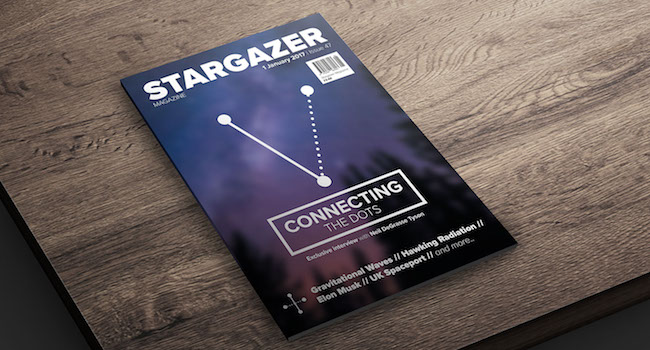 STARGAZER
MAGAZINE
1 January 2017 | Issue 47
CONNECTING
THE DOTS
Exclusive Interview with Neil DeGrasse Tyson
Gravitational Waves // Hawking Radiation //
Elon Musk // UK Spaceport // and more..